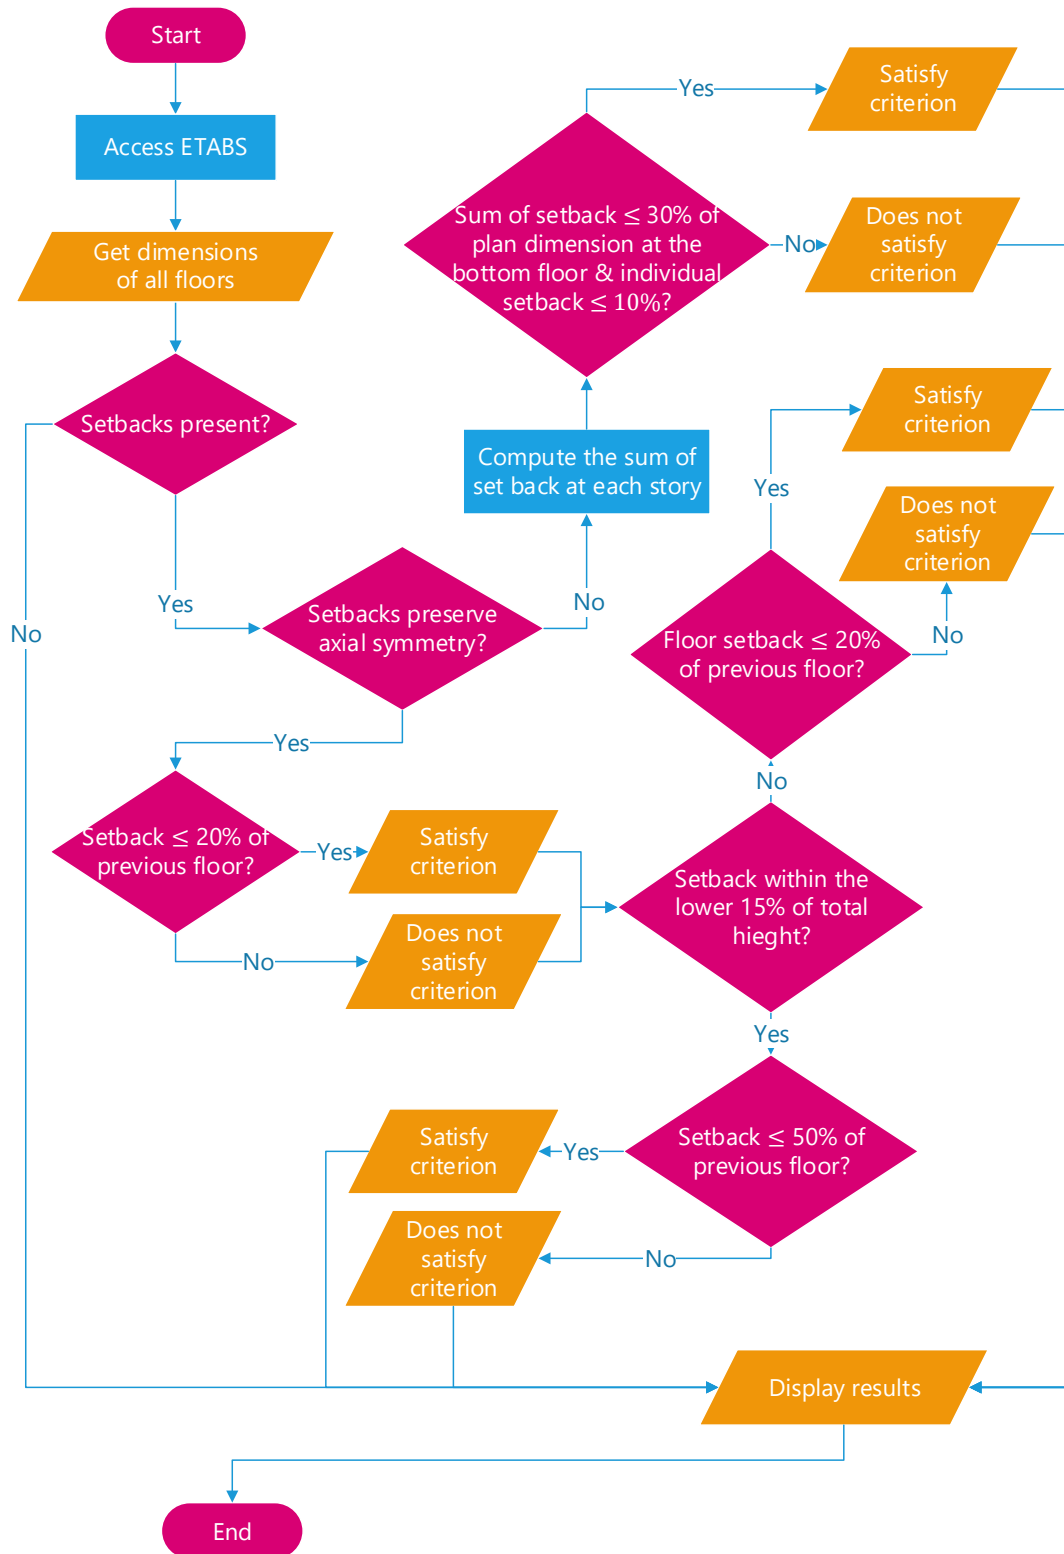 Start
Access ETABS
Get dimensions
of all floors
Setbacks present?
No
Yes
Setbacks preserve
axial symmetry?
No
Compute the sum of
set back at each story
Sum of setback ≤ 30% of
plan dimension at the
bottom floor & individual
setback ≤ 10%?
Yes
Satisfy
criterion
No
Does not
satisfy
criterion
Yes
Setback ≤ 20% of
previous floor?
Yes
Satisfy
criterion
No
Does not
satisfy
criterion
Setback within the
lower 15% of total
hieght?
No
Floor setback ≤ 20%
of previous floor?
Yes
Satisfy
criterion
No
Does not
satisfy
criterion
Yes
Setback ≤ 50% of
previous floor?
Yes
Satisfy
criterion
No
Does not
satisfy
criterion
Display results
End